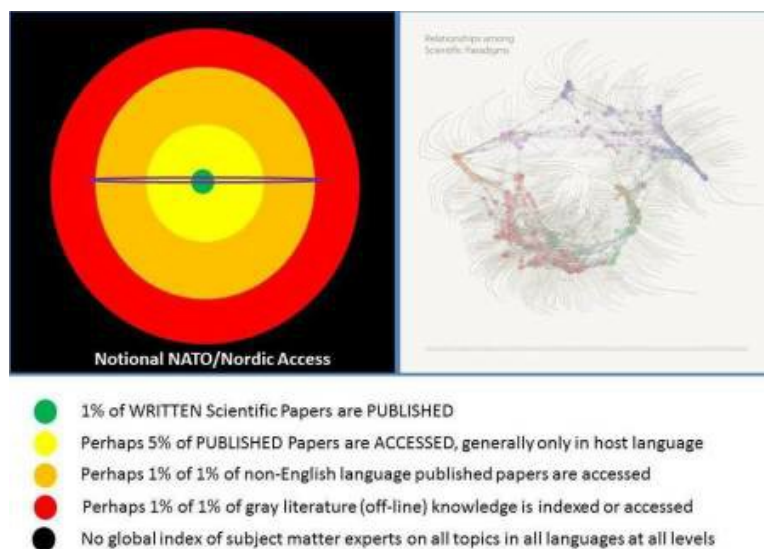 Relationships among
Scientific Paradigms
Notional NATO/Nordic Access
1% of WRITTEN Scientific Papers are PUBLISHED
Perhaps 5% of PUBLISHED Papers are ACCESSED, generally only in host language
Perhaps 1% of 1% of non-English language published papers are accessed
Perhaps 1% of 1% of gray literature (off-line) knowledge is indexed or accessed
No global index of subject matter experts on all topics in all languages at all levels